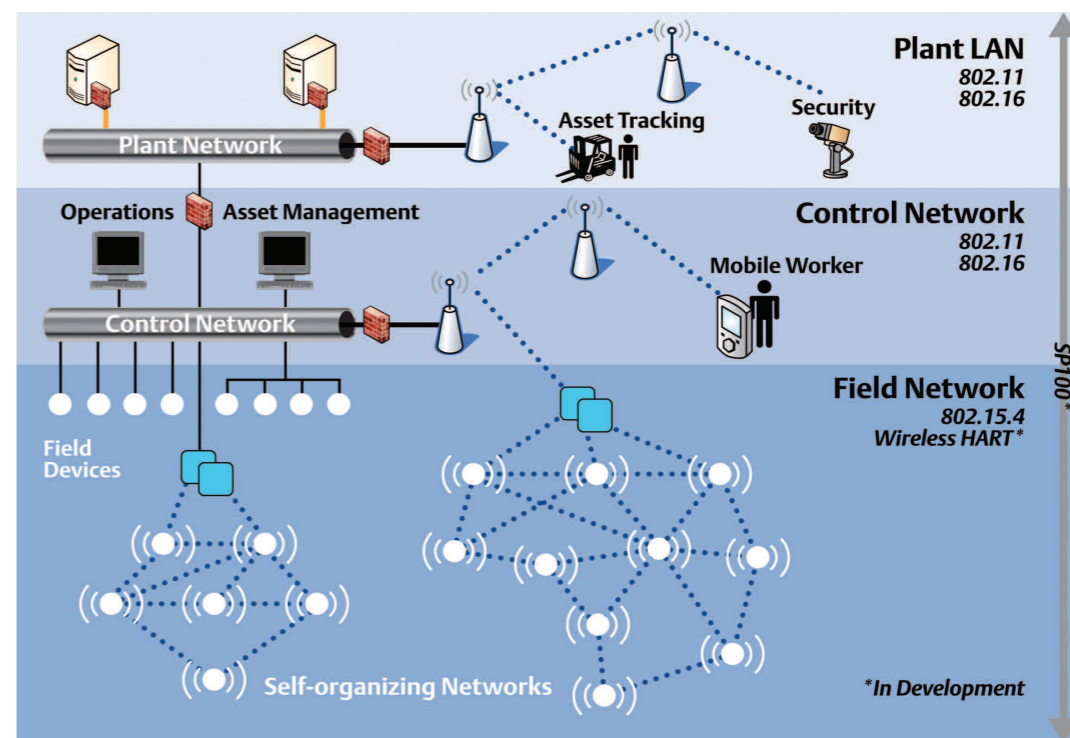 Plant LAN
802.11
802.16
Security
Asset Tracking
Plant Network
Operations
Asset Management
Control Network
802.11
802.16
Mobile Worker
Control Network
SP100*
Field Network
802.15.4
Wireless HART*
Field
Devices
Self-organizing Networks
*In Development